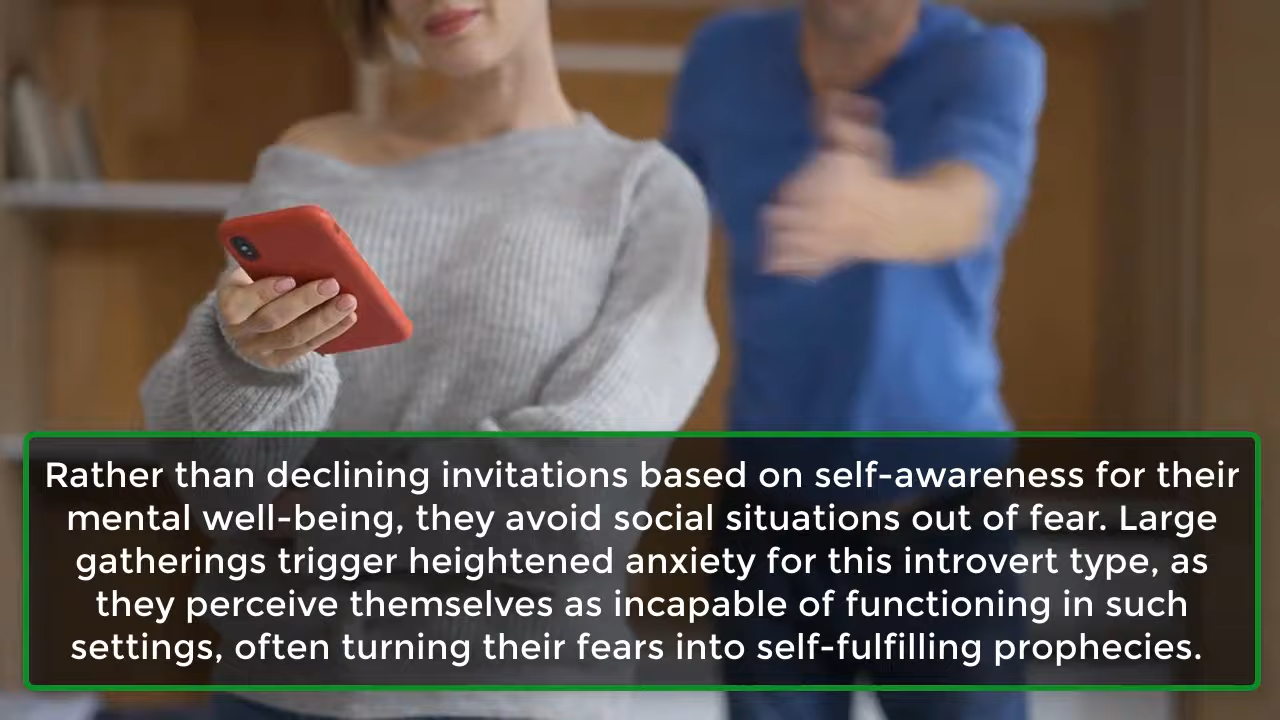 Rather than declining invitations based on self-awareness for their
mental well-being, they avoid social situations out of fear. Large
gatherings trigger heightened anxiety for this introvert type, as
they perceive themselves as incapable of functioning in such
settings, often turning their fears into self-fulfilling prophecies.